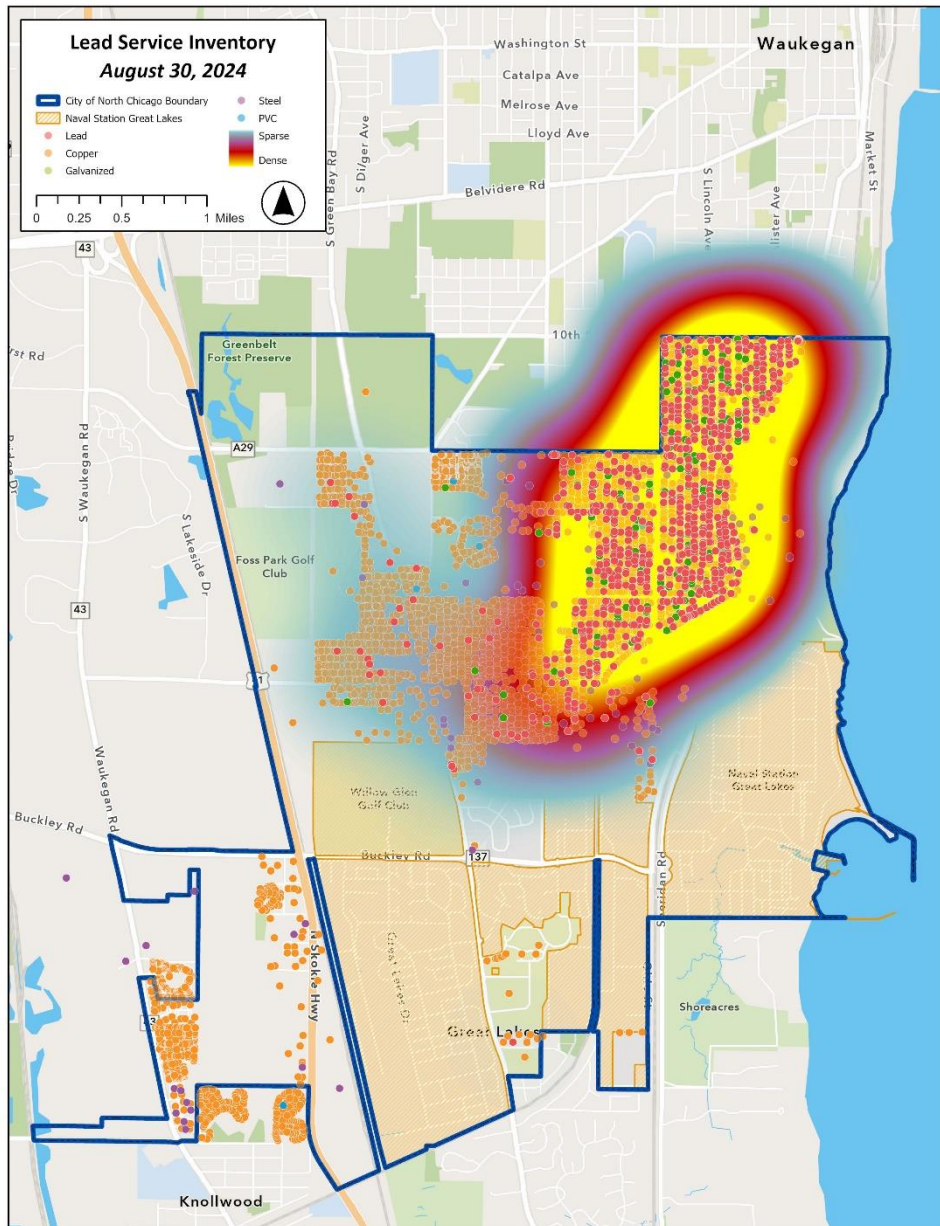 Lead Service Inventory
August 30, 2024
City of North Chicago Boundary
Naval Station Great Lakes
Lead
Copper
Galvanized
Steel
PVC
Sparse
Dense
0 0.25 0.5 1 Miles
Waukegan
Washington St
Catalpa Ave
Melrose Ave
Lloyd Ave
S Dilger Ave
S Green Bay Rd
Belvidere Rd
S Lincoln Ave
Market St
43
10th
Greenbelt
Forest Preserve
A29
S Waukegan Rd
S Lakeside Dr
Foss Park Golf
Club
43
Waukegan Rd
Willow Glen
Golf Club
Naval Station
Great Lakes
Buckley Rd
Buckley Rd
137
Sheridan Rd
N Skokie Hwy
Great Lakes Dr
Great Lakes
Shoreacres
Knollwood